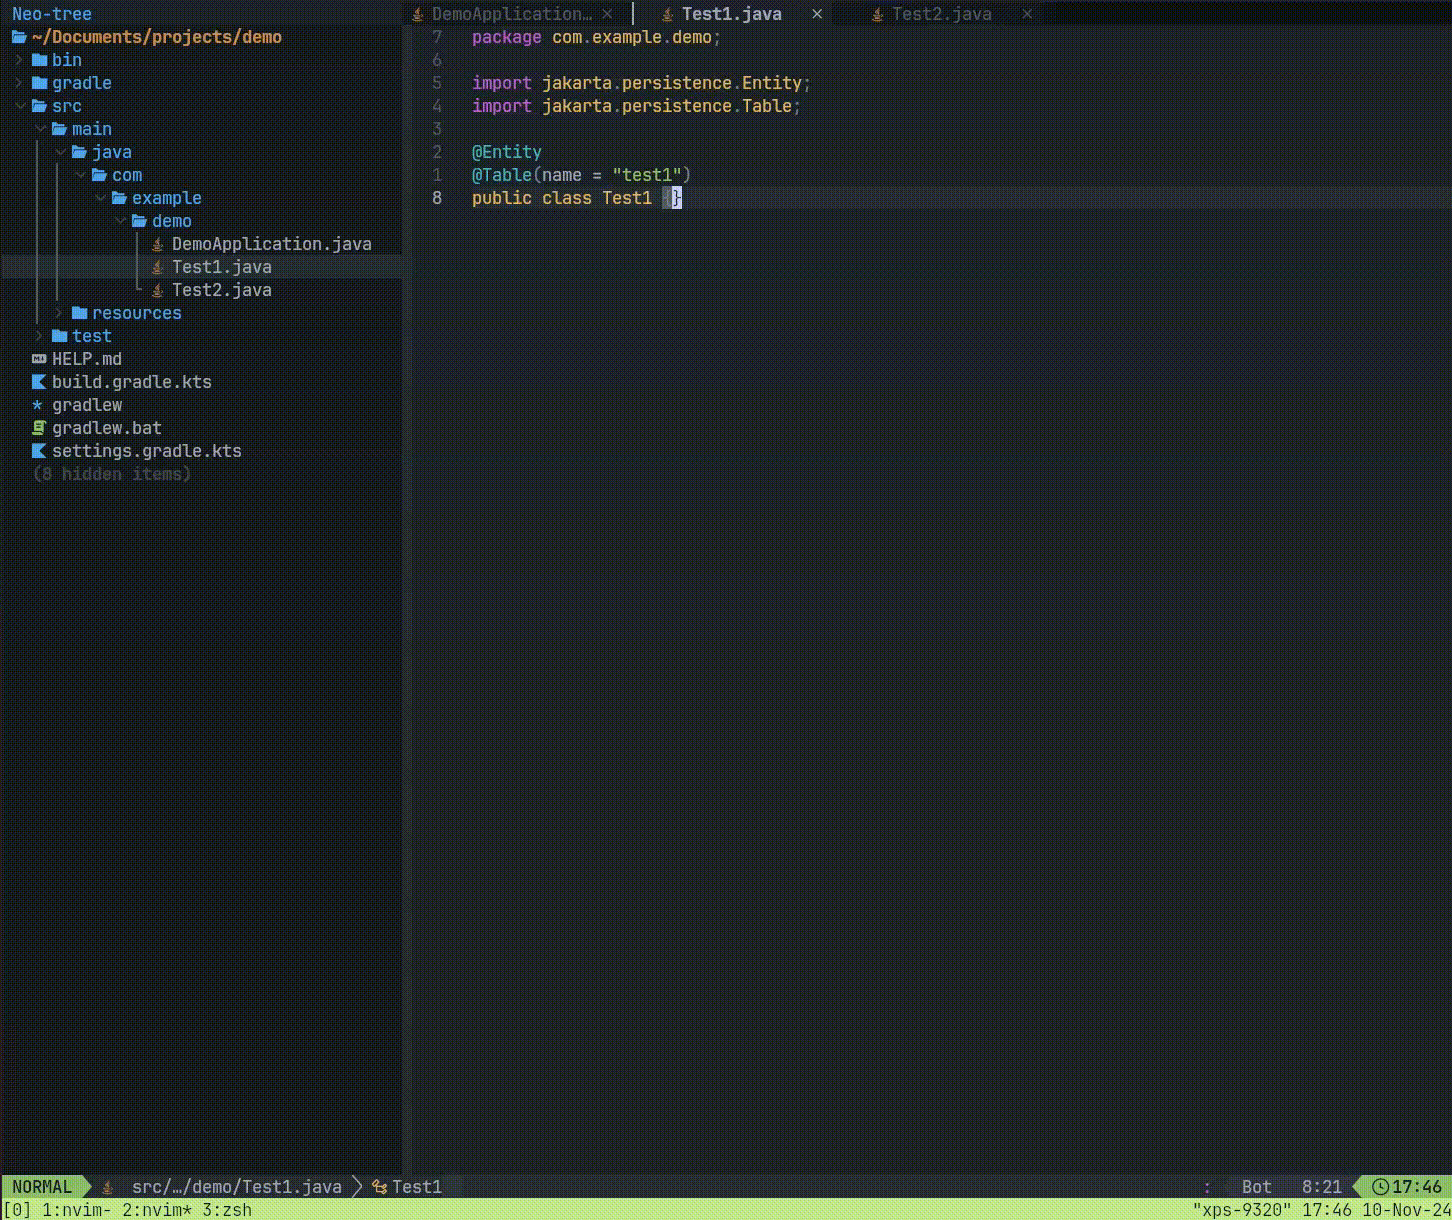 Neo-tree
~/Documents/projects/demo
bin
gradle
src
main
java
com
example
demo
DemoApplication.java
Test1.java
Test2.java
resources
test
HELP.md
build.gradle.kts
gradlew
gradlew.bat
settings.gradle.kts
(8 hidden items)
DemoApplication… × Test1.java × Test2.java ×
7 package com.example.demo;
6
5 import jakarta.persistence.Entity;
4 import jakarta.persistence.Table;
3
2 @Entity
1 @Table(name = "test1")
8 public class Test1 {}
NORMAL src/…/demo/Test1.java Test1 : Bot 8:21 17:46
[0] 1:nvim- 2:nvim* 3:zsh "xps-9320" 17:46 10-Nov-24